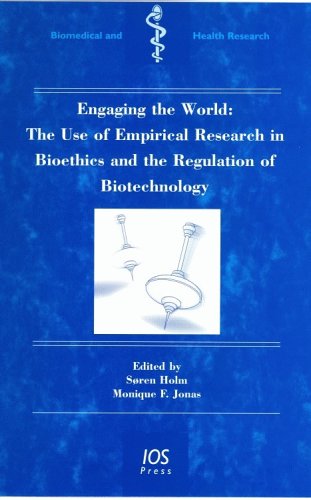 Biomedical and Health Research
Engaging the World:
The Use of Empirical Research in
Bioethics and the Regulation of
Biotechnology
Edited by
Søren Holm
Monique F. Jonas
IOS
Press